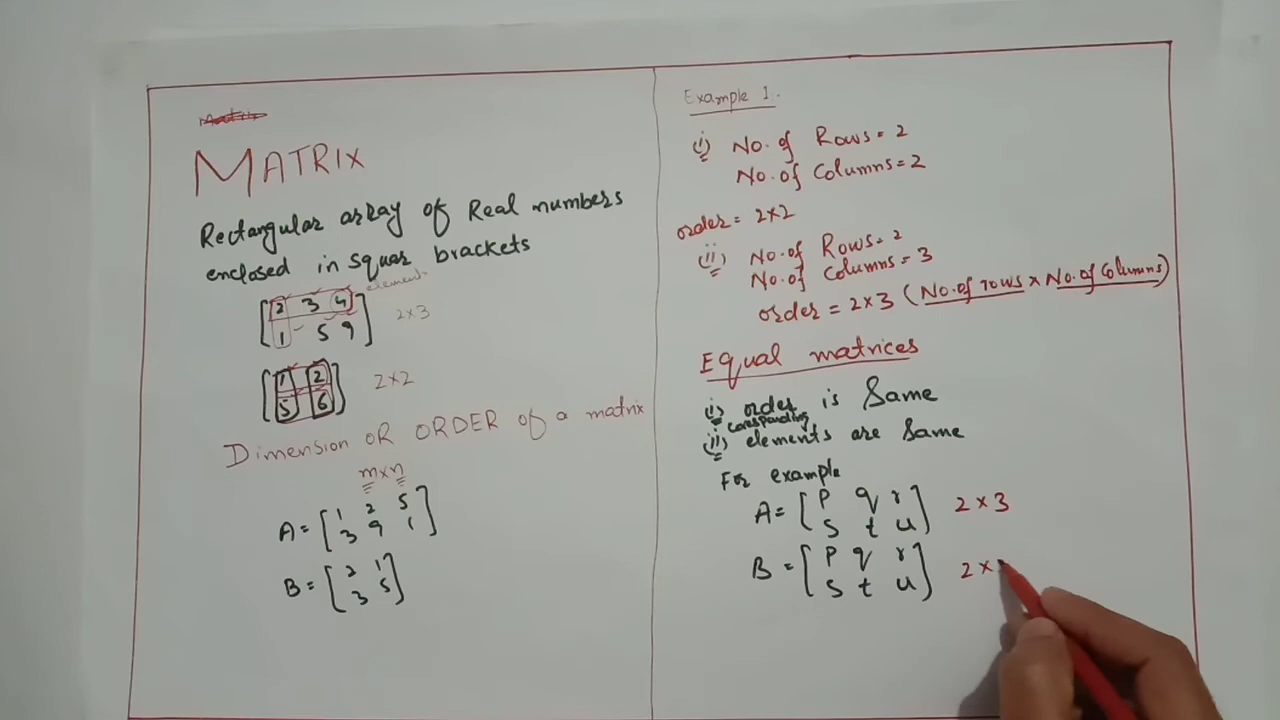 MATRIX
Rectangular array of Real numbers
enclosed in squar brackets
element
[2 3 4
1 5 9] 2×3
[1 2
5 6] 2×2
Dimension OR ORDER of a matrix
m×n
A = [1 2 5
3 9 1]
B = [2 1
3 5]
Example 1.
(i) No. of Rows = 2
No. of Columns = 2
order = 2×2
(ii) No. of Rows = 2
No. of Columns = 3
order = 2×3 (No. of rows × No. of Columns)
Equal matrices
(i) order is Same
coresponding
(ii) elements are Same
For example
A = [P q r
S t u] 2×3
B = [P q r
S t u] 2×